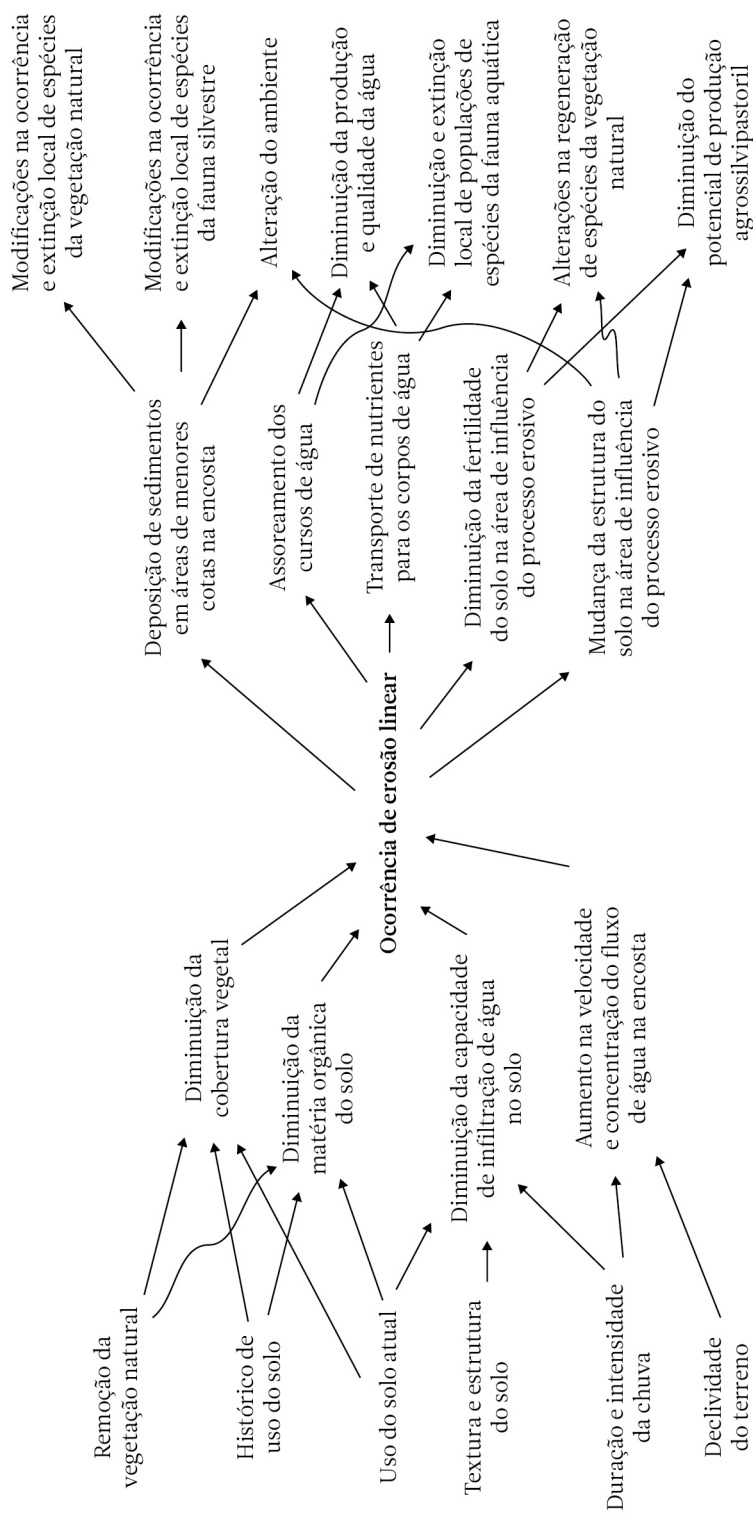 Remoção da
vegetação natural
Histórico de
uso do solo
Uso do solo atual
Textura e estrutura
do solo
Duração e intensidade
da chuva
Declividade
do terreno
Diminuição da
cobertura vegetal
Diminuição da
matéria orgânica
do solo
Diminuição da capacidade
de infiltração de água
no solo
Aumento na velocidade
e concentração do fluxo
de água na encosta
Ocorrência de erosão linear
Deposição de sedimentos
em áreas de menores
cotas na encosta
Assoreamento dos
cursos de água
Transporte de nutrientes
para os corpos de água
Diminuição da fertilidade
do solo na área de influência
do processo erosivo
Mudança da estrutura do
solo na área de influência
do processo erosivo
Modificações na ocorrência
e extinção local de espécies
da vegetação natural
Modificações na ocorrência
e extinção local de espécies
da fauna silvestre
Alteração do ambiente
Diminuição da produção
e qualidade da água
Diminuição e extinção
local de populações de
espécies da fauna aquática
Alterações na regeneração
de espécies da vegetação
natural
Diminuição do
potencial de produção
agrossilvipastoril